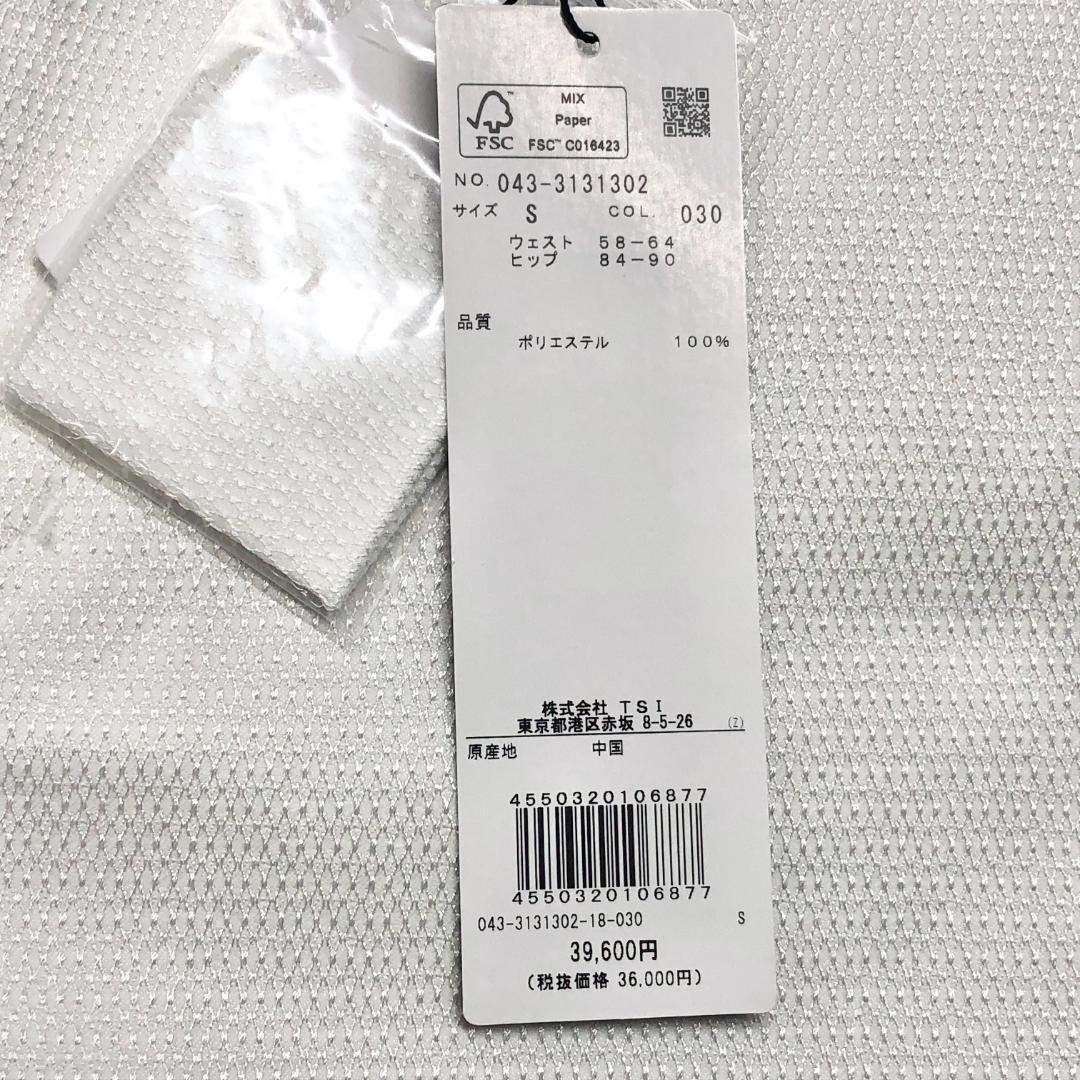 MIX
Paper
FSC™
FSC™ C016423
NO. 043-3131302
サイズ S COL. 030
ウェスト 58-64
ヒップ 84-90
品質
ポリエステル 100%
株式会社 TSI
東京都港区赤坂 8-5-26 (Z)
原産地 中国
4550320106877
4550320106877
043-3131302-18-030 S
39,600円
(税抜価格 36,000円)